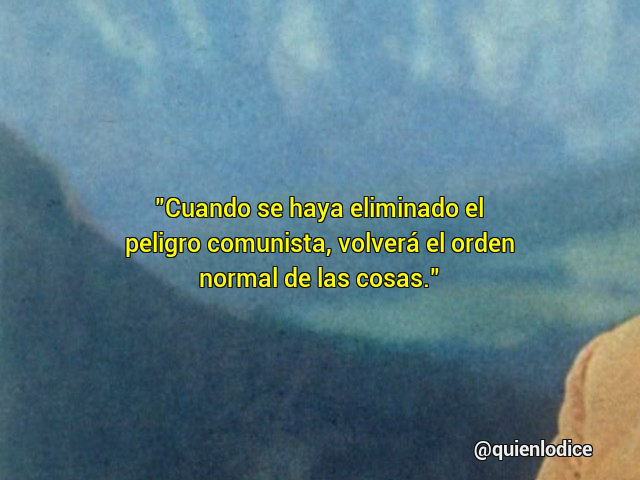 "Cuando se haya eliminado el
peligro comunista, volverá el orden
normal de las cosas."
@quienlodice